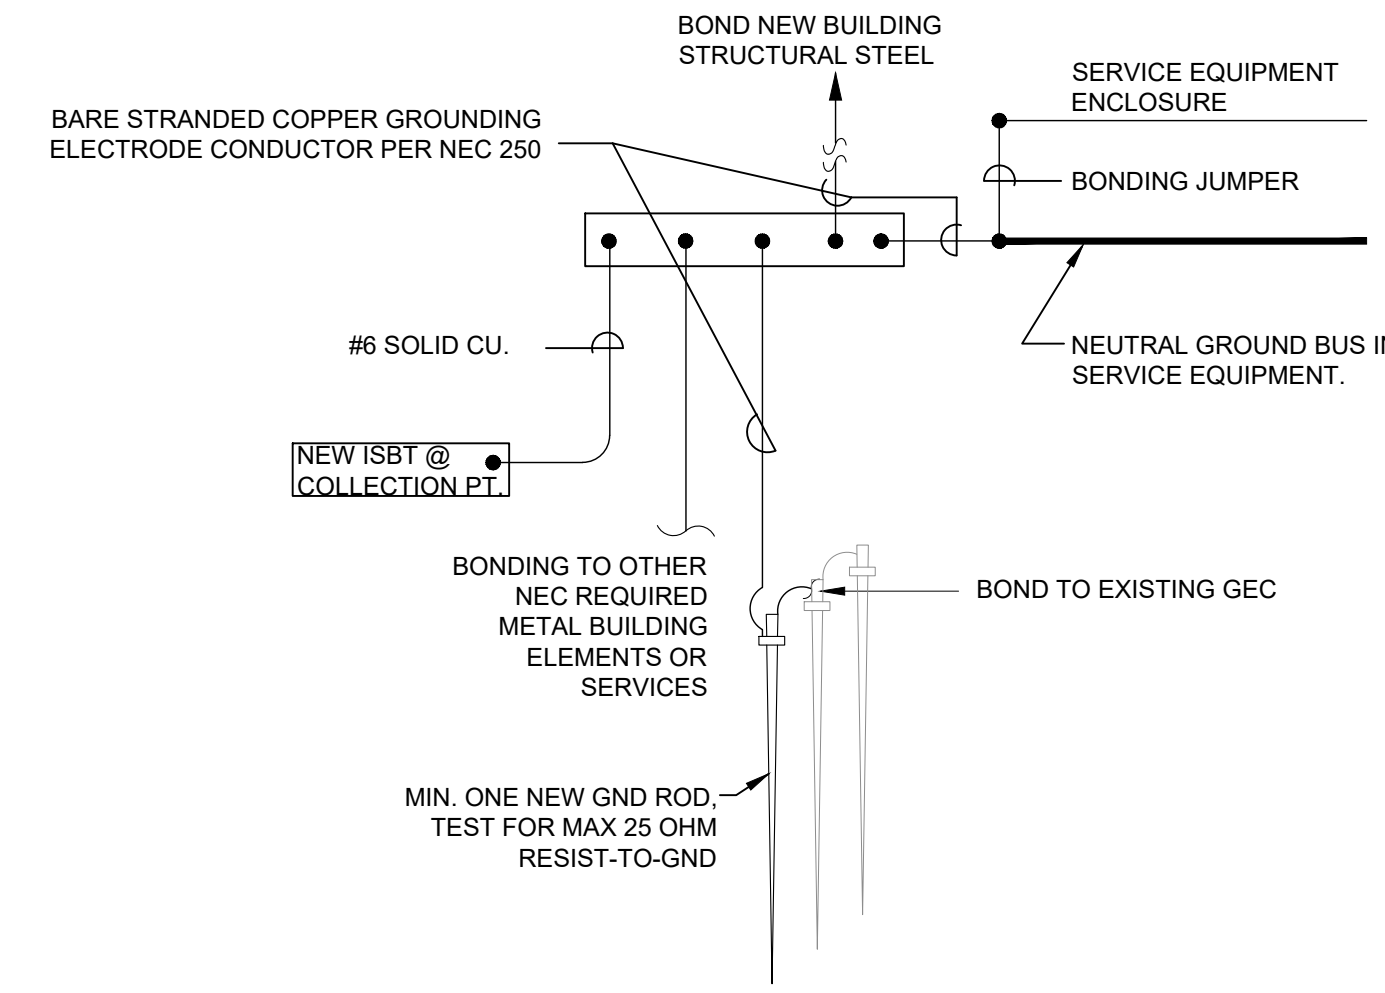 BOND NEW BUILDING
STRUCTURAL STEEL
SERVICE EQUIPMENT
ENCLOSURE
BARE STRANDED COPPER GROUNDING
ELECTRODE CONDUCTOR PER NEC 250
BONDING JUMPER
#6 SOLID CU.
NEUTRAL GROUND BUS
SERVICE EQUIPMENT.
NEW ISBT @
COLLECTION PT.
BONDING TO OTHER
NEC REQUIRED
METAL BUILDING
ELEMENTS OR
SERVICES
BOND TO EXISTING GEC
MIN. ONE NEW GND ROD,
TEST FOR MAX 25 OHM
RESIST-TO-GND